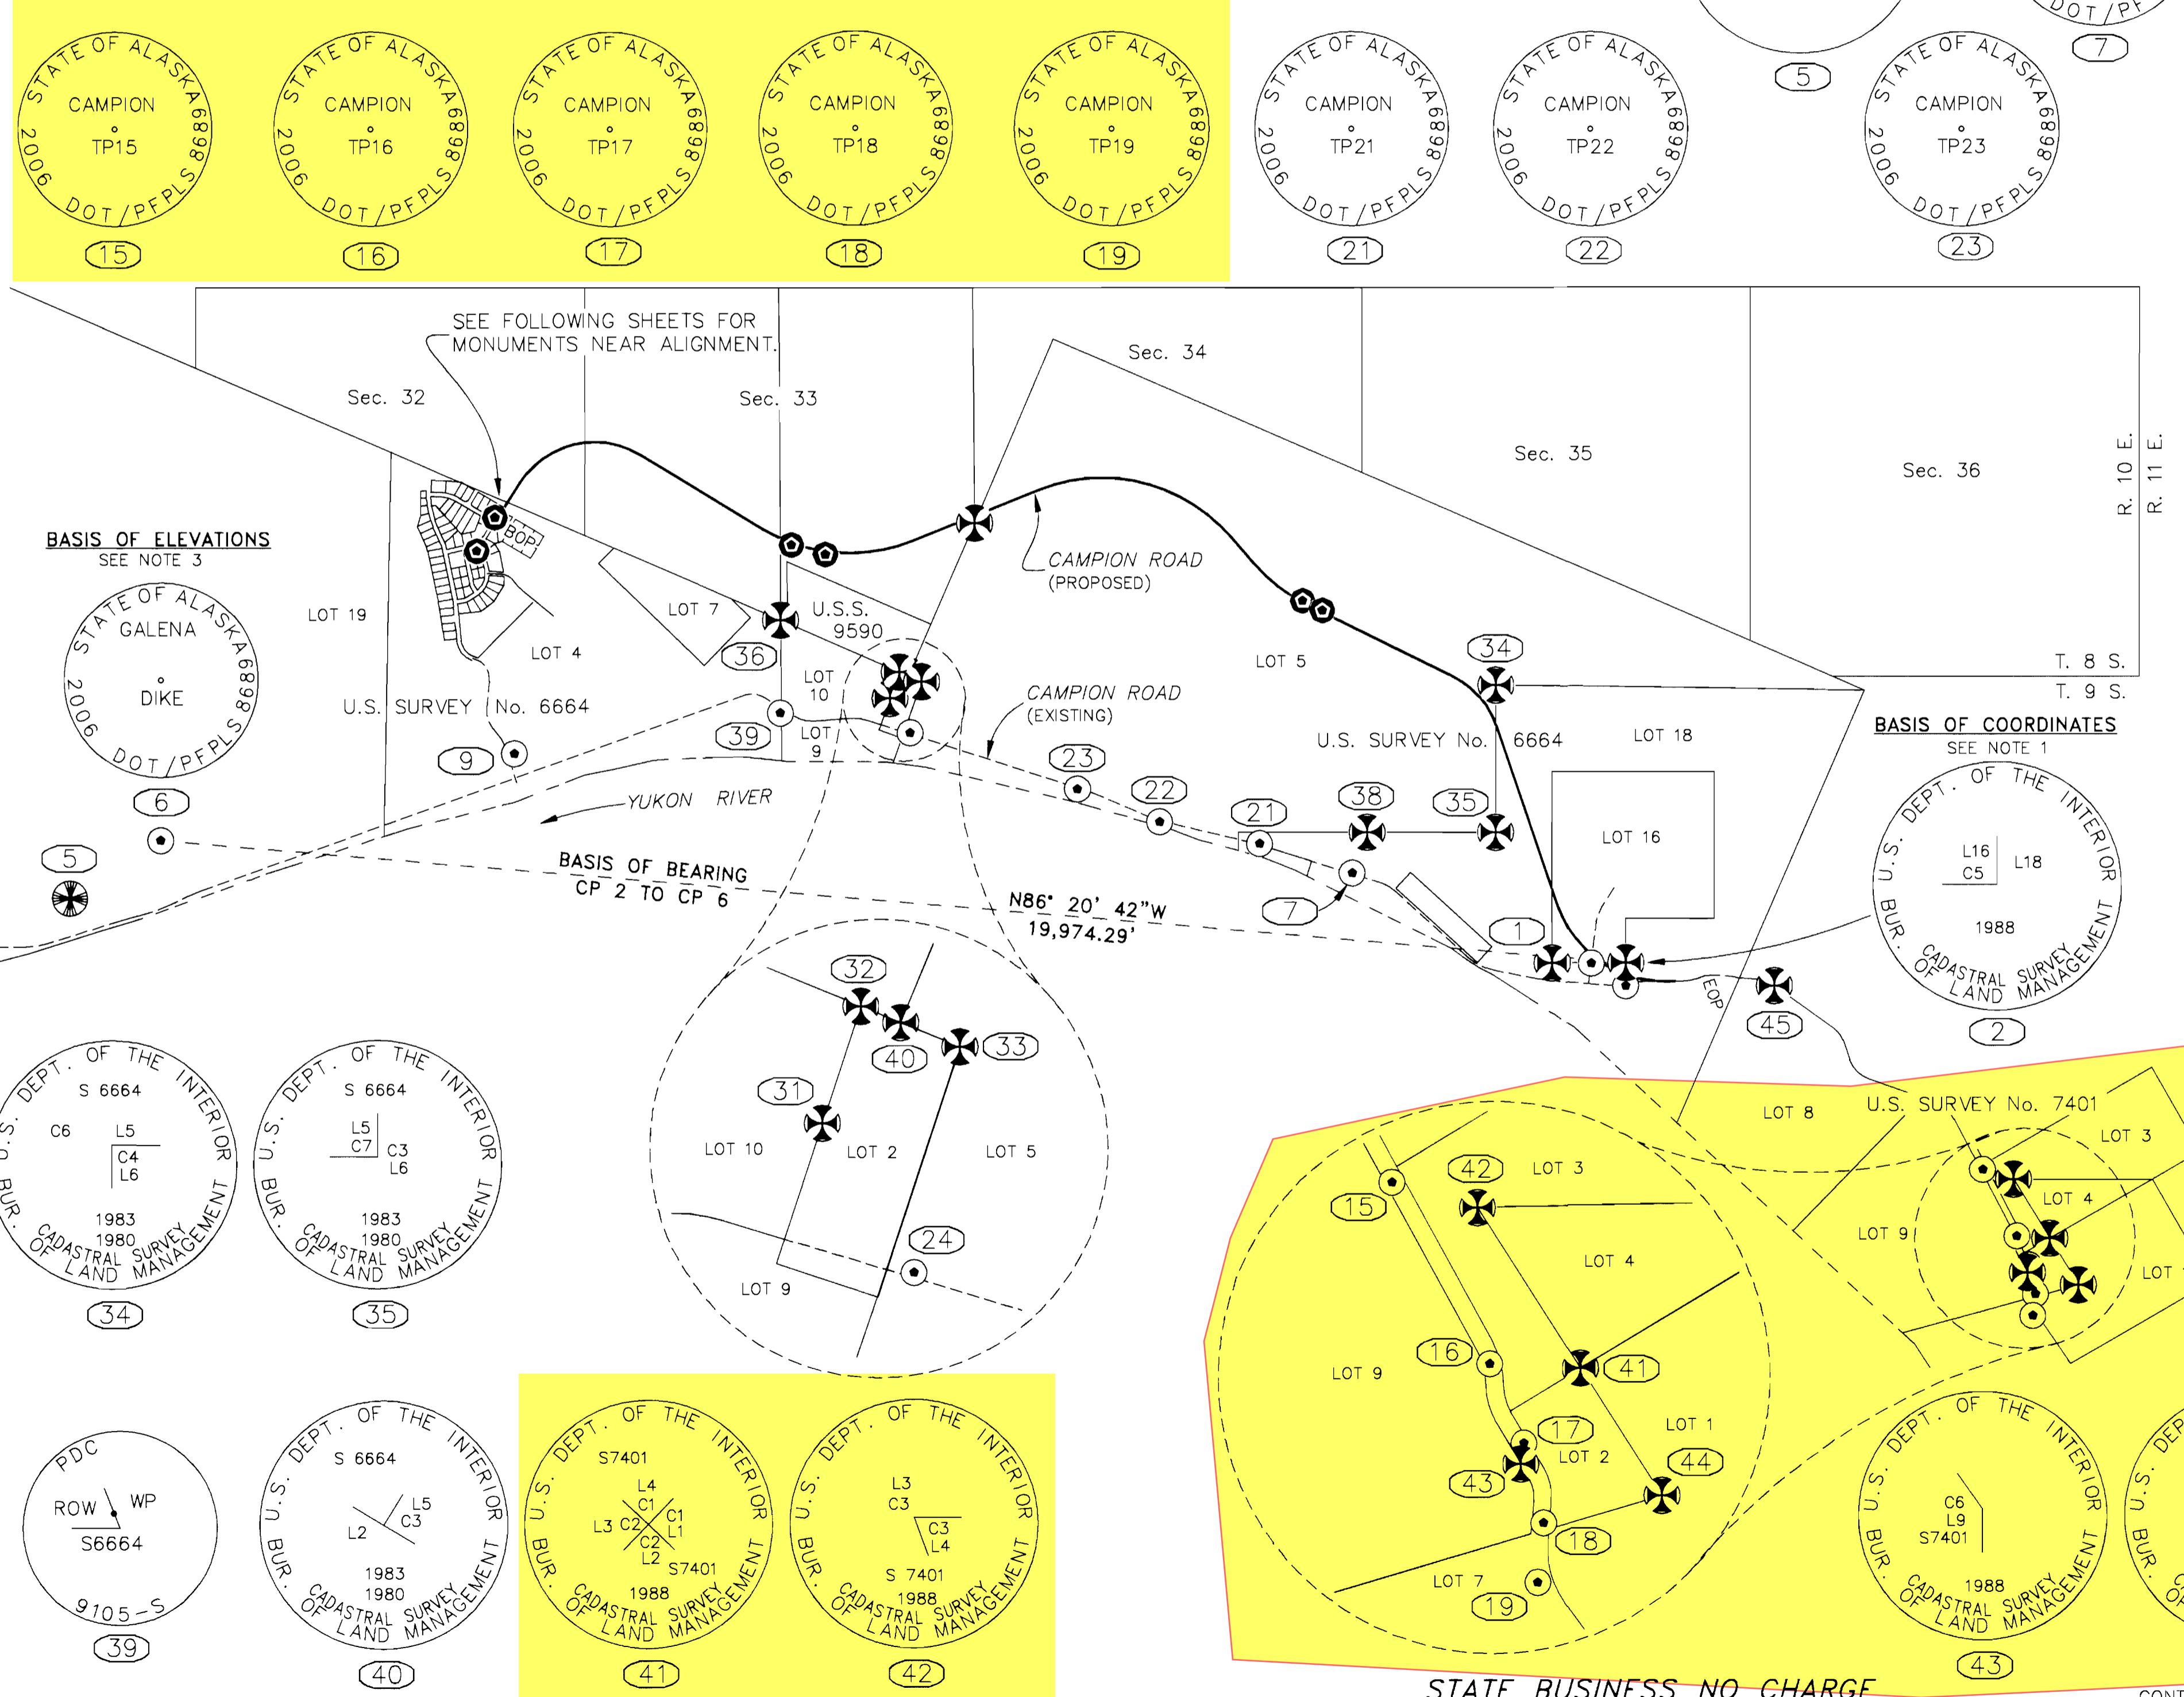 STATE OF ALASKA
CAMPION
TP15
2006
DOT/PF
PLS 8689
15
STATE OF ALASKA
CAMPION
TP16
2006
DOT/PF
PLS 8689
16
STATE OF ALASKA
CAMPION
TP17
2006
DOT/PF
PLS 8689
17
STATE OF ALASKA
CAMPION
TP18
2006
DOT/PF
PLS 8689
18
STATE OF ALASKA
CAMPION
TP19
2006
DOT/PF
PLS 8689
19
STATE OF ALASKA
CAMPION
TP21
2006
DOT/PF
PLS 8689
21
STATE OF ALASKA
CAMPION
TP22
2006
DOT/PF
PLS 8689
22
5
STATE OF ALASKA
CAMPION
TP23
2006
DOT/PF
PLS 8689
23
DOT/PF
7
SEE FOLLOWING SHEETS FOR
MONUMENTS NEAR ALIGNMENT.
Sec. 32
Sec. 33
Sec. 34
Sec. 35
Sec. 36
R. 10 E.
R. 11 E.
T. 8 S.
T. 9 S.
BASIS OF ELEVATIONS
SEE NOTE 3
STATE OF ALASKA
GALENA
DIKE
2006
DOT/PF
PLS 8689
6
5
BOP
LOT 19
LOT 4
LOT 7
U.S. SURVEY No. 6664
9
36
U.S.S.
9590
LOT
10
LOT
9
39
CAMPION ROAD
(PROPOSED)
CAMPION ROAD
(EXISTING)
LOT 5
23
22
21
38
35
34
7
1
U.S. SURVEY No. 6664
LOT 18
LOT 16
YUKON RIVER
BASIS OF BEARING
CP 2 TO CP 6
N86° 20' 42"W
19,974.29'
EOP
45
BASIS OF COORDINATES
SEE NOTE 1
U.S. DEPT. OF THE INTERIOR
L16
C5
L18
1988
CADASTRAL SURVEY
BUR. OF LAND MANAGEMENT
2
U.S. DEPT. OF THE INTERIOR
S 6664
C6
L5
C4
L6
1983
1980
CADASTRAL SURVEY
BUR. OF LAND MANAGEMENT
34
U.S. DEPT. OF THE INTERIOR
S 6664
L5
C7
C3
L6
1983
1980
CADASTRAL SURVEY
BUR. OF LAND MANAGEMENT
35
32
40
33
31
LOT 10
LOT 2
LOT 5
24
LOT 9
LOT 8
U.S. SURVEY No. 7401
LOT 3
LOT 4
LOT 9
LOT
15
42
LOT 3
LOT 4
16
41
LOT 9
17
LOT 1
LOT 2
44
43
18
LOT 7
19
PDC
ROW
WP
S6664
9105-S
39
U.S. DEPT. OF THE INTERIOR
S 6664
L5
C3
L2
1983
1980
CADASTRAL SURVEY
BUR. OF LAND MANAGEMENT
40
U.S. DEPT. OF THE INTERIOR
S7401
L4
C1
L3 C2
C1
L1
C2
L2
S7401
1988
CADASTRAL SURVEY
BUR. OF LAND MANAGEMENT
41
U.S. DEPT. OF THE INTERIOR
L3
C3
C3
L4
S 7401
1988
CADASTRAL SURVEY
BUR. OF LAND MANAGEMENT
42
U.S. DEPT. OF THE INTERIOR
C6
L9
S7401
1988
CADASTRAL SURVEY
BUR. OF LAND MANAGEMENT
43
STATE BUSINESS NO CHARGE